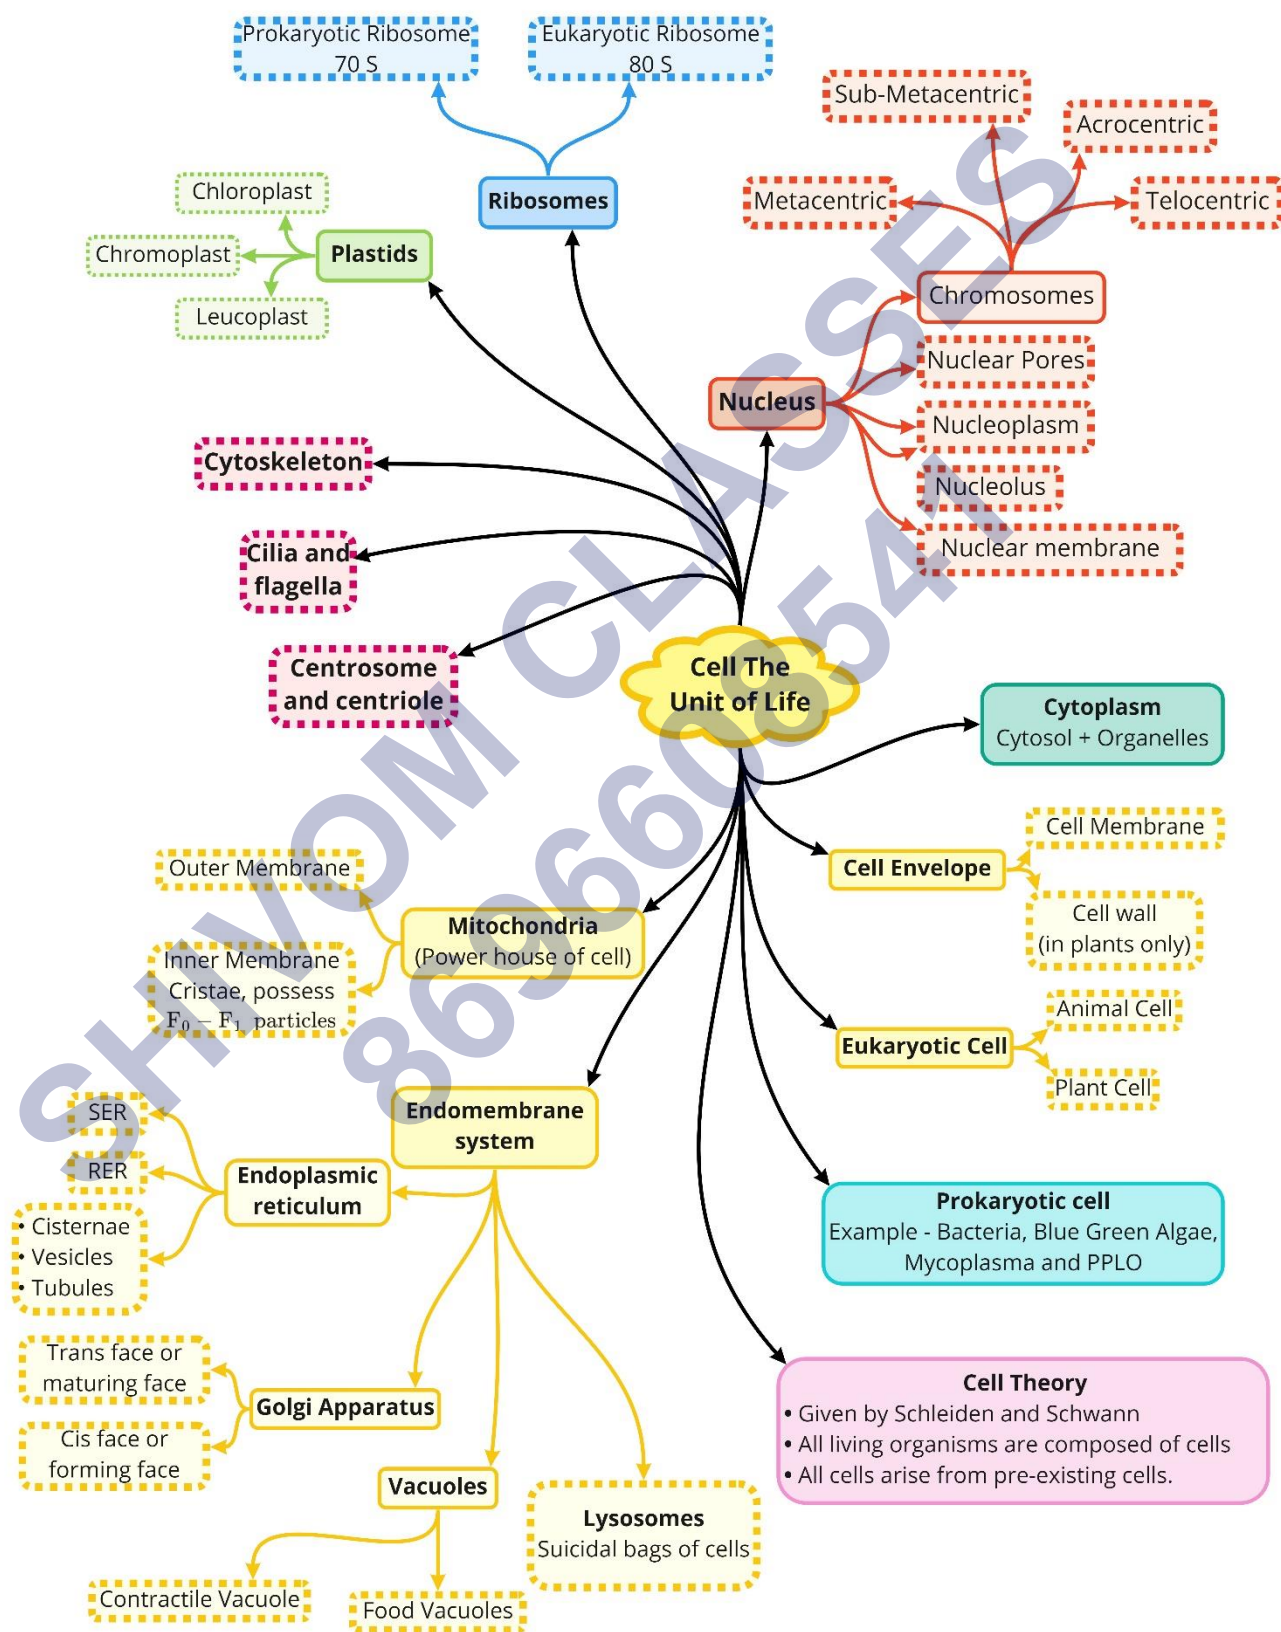 Prokaryotic Ribosome
70 S
Eukaryotic Ribosome
80 S
Sub-Metacentric
Acrocentric
Metacentric
Telocentric
Chromosomes
Ribosomes
Chloroplast
Chromoplast
Leucoplast
Plastids
Nucleus
Nuclear Pores
Nucleoplasm
Nucleolus
Nuclear membrane
Cytoskeleton
Cilia and
flagella
Centrosome
and centriole
Cell The
Unit of Life
Cytoplasm
Cytosol + Organelles
Cell Envelope
Cell Membrane
Cell wall
(in plants only)
Outer Membrane
Mitochondria
(Power house of cell)
Inner Membrane
Cristae, possess
F₀ – F₁ particles
Eukaryotic Cell
Animal Cell
Plant Cell
Endomembrane
system
SER
RER
• Cisternae
• Vesicles
• Tubules
Endoplasmic
reticulum
Prokaryotic cell
Example - Bacteria, Blue Green Algae,
Mycoplasma and PPLO
Trans face or
maturing face
Cis face or
forming face
Golgi Apparatus
Vacuoles
Contractile Vacuole
Food Vacuoles
Lysosomes
Suicidal bags of cells
Cell Theory
• Given by Schleiden and Schwann
• All living organisms are composed of cells
• All cells arise from pre-existing cells.
SHIVOM CLASSES
8696608541